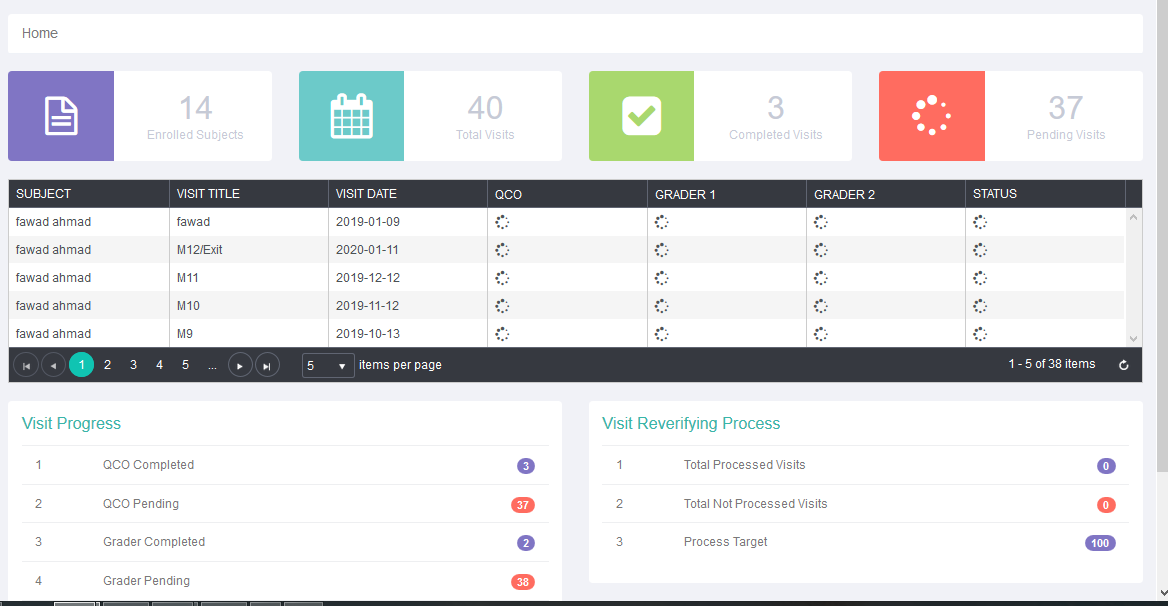 Home
14
Enrolled Subjects
40
Total Visits
3
Completed Visits
37
Pending Visits
SUBJECT VISIT TITLE VISIT DATE QCO GRADER 1 GRADER 2 STATUS
fawad ahmad fawad 2019-01-09
fawad ahmad M12/Exit 2020-01-11
fawad ahmad M11 2019-12-12
fawad ahmad M10 2019-11-12
fawad ahmad M9 2019-10-13
1 2 3 4 5 ... 5 items per page 1 - 5 of 38 items
Visit Progress
1 QCO Completed 3
2 QCO Pending 37
3 Grader Completed 2
4 Grader Pending 38
Visit Reverifying Process
1 Total Processed Visits 0
2 Total Not Processed Visits 0
3 Process Target 100